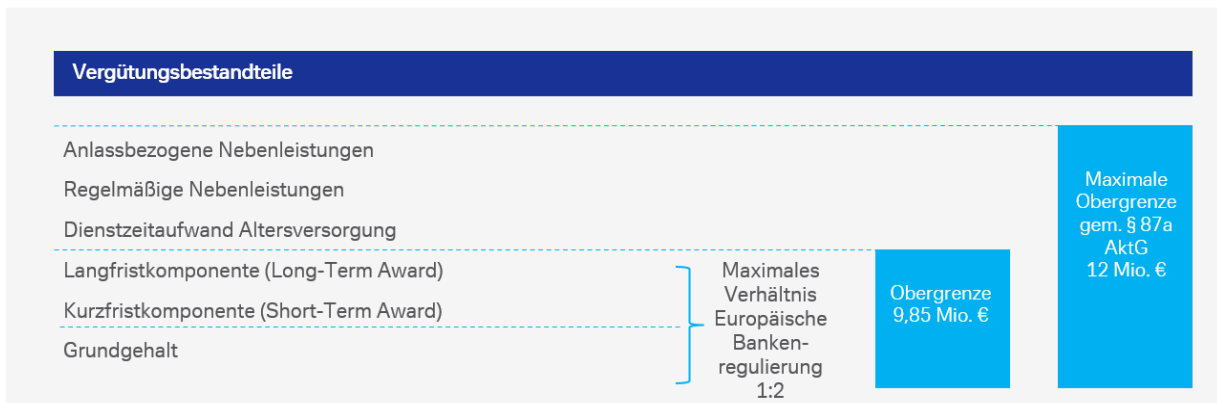 Vergütungsbestandteile
Anlassbezogene Nebenleistungen
Regelmäßige Nebenleistungen
Dienstzeitaufwand Altersversorgung
Langfristkomponente (Long-Term Award)
Kurzfristkomponente (Short-Term Award)
Grundgehalt
Maximales
Verhältnis
Europäische
Banken-
regulierung
1:2
Obergrenze
9,85 Mio. €
Maximale
Obergrenze
gem. § 87a
AktG
12 Mio. €